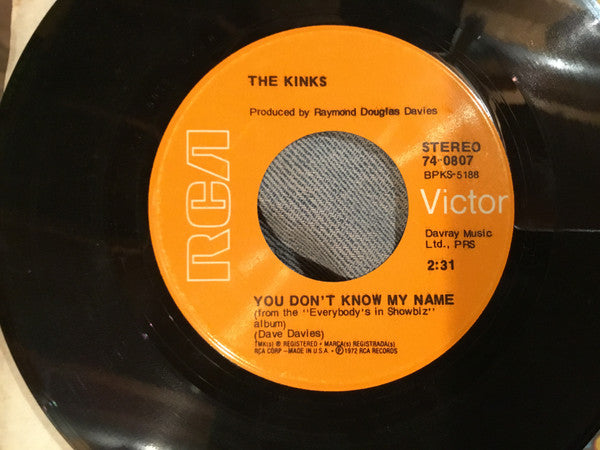 THE KINKS
Produced by Raymond Douglas Davies
RCA
STEREO
74-0807
BPKS-5188
Victor
Davray Music
Ltd., PRS
2:31
YOU DON'T KNOW MY NAME
(from the "Everybody's in Showbiz"
album)
(Dave Davies)
TMK(s) ® REGISTERED • MARCA(s) REGISTRADA(s)
RCA CORP—MADE IN U.S.A. • Ⓟ1972 RCA RECORDS